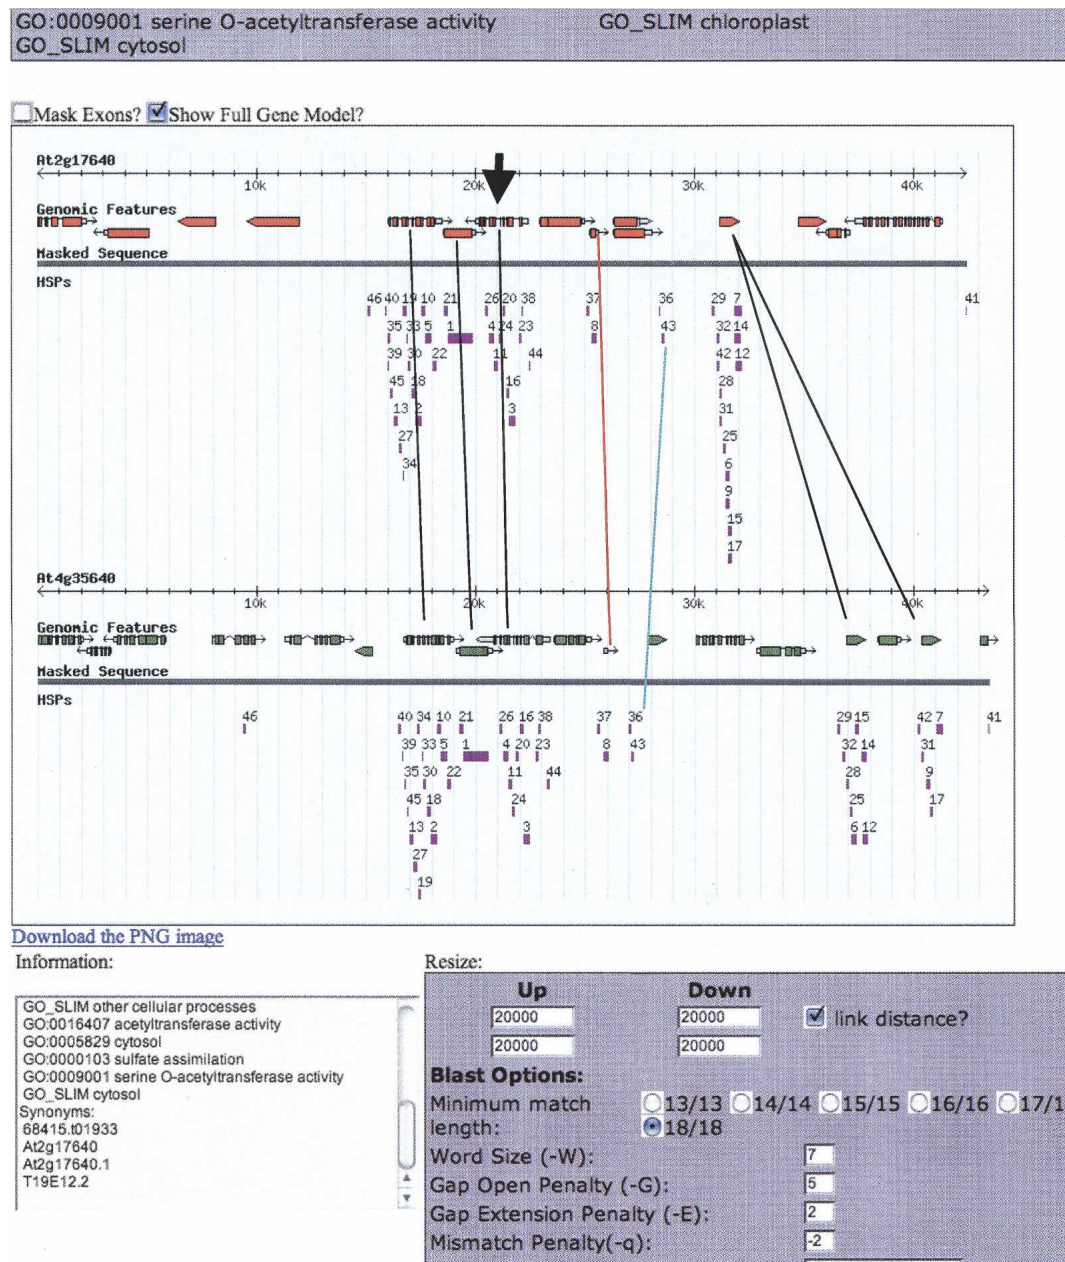 GO:0009001 serine O-acetyltransferase activity GO_SLIM chloroplast
GO_SLIM cytosol
Mask Exons? Show Full Gene Model?
At2g17640
10k 20k 30k 40k
Genomic Features
Masked Sequence
HSPs
46 40 19 10 21 26 20 38 37 36 29 7 41
35 33 5 1 4 24 23 8 43 32 14
39 30 22 11 44 42 12
45 18 16 28
13 2 3 31
27 25
34 6
9
15
17
At4g35640
10k 20k 30k 40k
Genomic Features
Masked Sequence
HSPs
46 40 34 10 21 26 16 38 37 36 29 15 42 7 41
39 33 5 1 4 20 23 8 43 32 14 31
35 30 22 11 44 28 9
45 18 24 25 17
13 2 3 6 12
27
19
Download the PNG image
Information: Resize:
GO_SLIM other cellular processes
GO:0016407 acetyltransferase activity
GO:0005829 cytosol
GO:0000103 sulfate assimilation
GO:0009001 serine O-acetyltransferase activity
GO_SLIM cytosol
Synonyms:
68415.t01933
At2g17640
At2g17640.1
T19E12.2
Up Down
20000 20000 link distance?
20000 20000
Blast Options:
Minimum match 13/13 14/14 15/15 16/16 17/1
length: 18/18
Word Size (-W): 7
Gap Open Penalty (-G): 5
Gap Extension Penalty (-E): 2
Mismatch Penalty(-q): -2